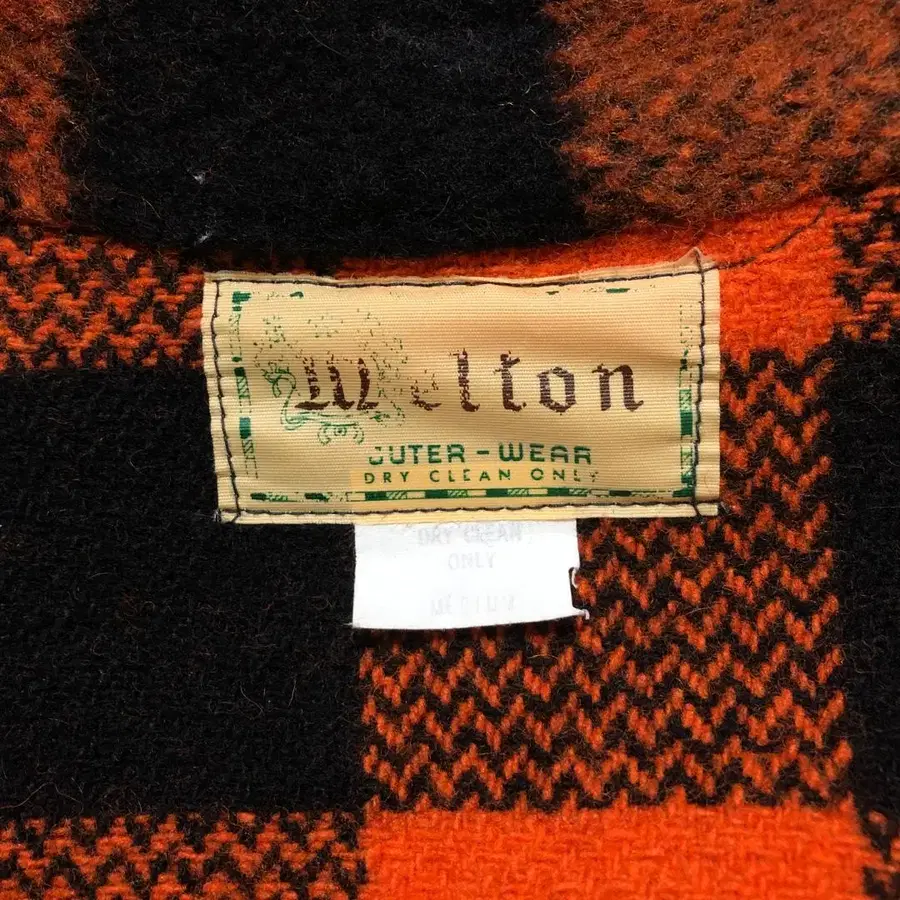 Welton
OUTER-WEAR
DRY CLEAN ONLY
DRY CLEAN
ONLY
MEDIUM